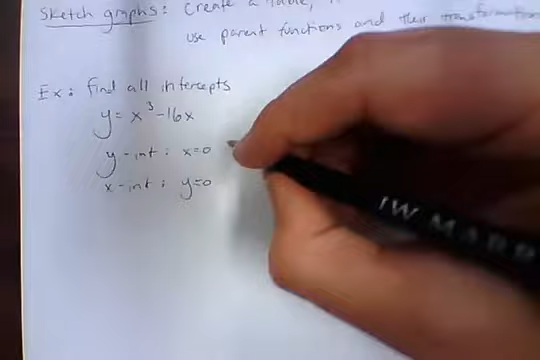 Sketch graphs: Create a table,
use parent functions and their transformations
Ex: Find all intercepts
y = x³ - 16x
y-int: x=0
x-int: y=0